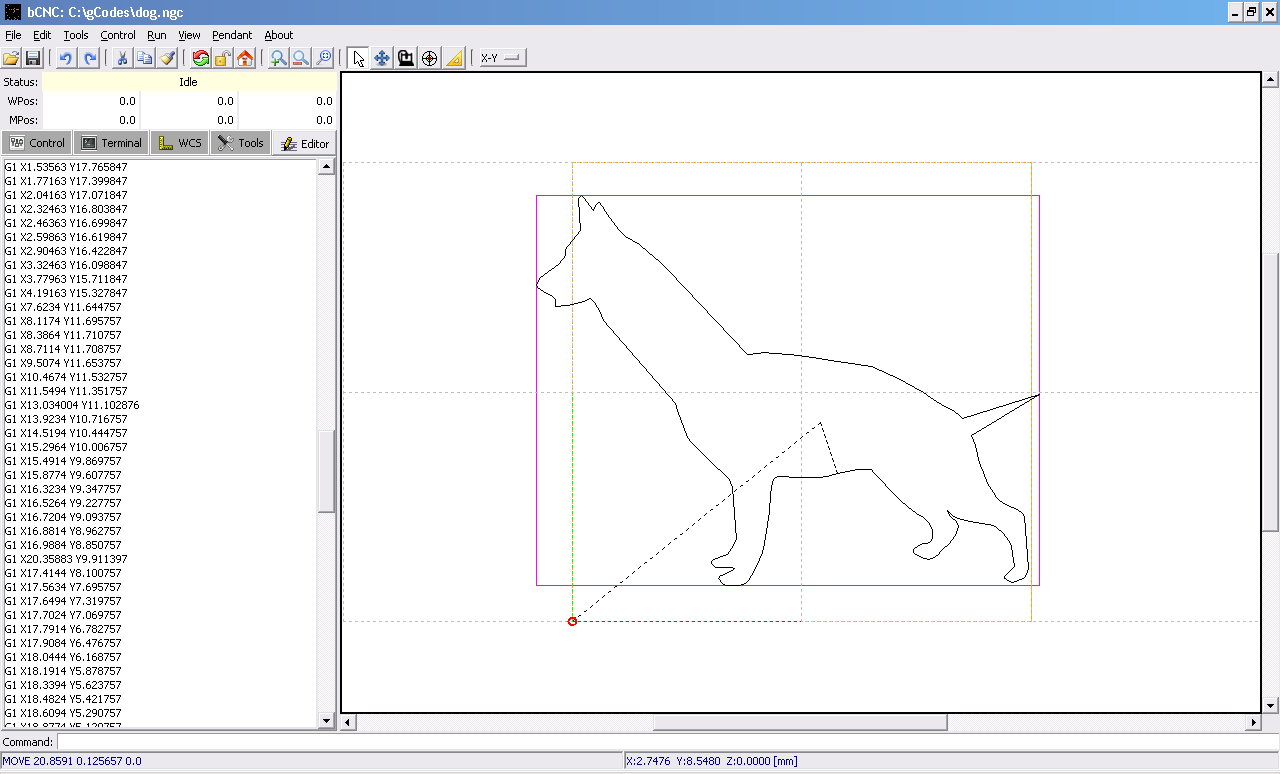 bCNC: C:\gCodes\dog.ngc
File Edit Tools Control Run View Pendant About
X-Y
Status: Idle
WPos: 0.0 0.0 0.0
MPos: 0.0 0.0 0.0
Control Terminal WCS Tools Editor
G1 X1.53563 Y17.765847
G1 X1.77163 Y17.399847
G1 X2.04163 Y17.071847
G1 X2.32463 Y16.803847
G1 X2.46363 Y16.699847
G1 X2.59863 Y16.619847
G1 X2.90463 Y16.422847
G1 X3.32463 Y16.098847
G1 X3.77963 Y15.711847
G1 X4.19163 Y15.327847
G1 X7.6234 Y11.644757
G1 X8.1174 Y11.695757
G1 X8.3864 Y11.710757
G1 X8.7114 Y11.708757
G1 X9.5074 Y11.653757
G1 X10.4674 Y11.532757
G1 X11.5494 Y11.351757
G1 X13.034004 Y11.102876
G1 X13.9234 Y10.716757
G1 X14.5194 Y10.444757
G1 X15.2964 Y10.006757
G1 X15.4914 Y9.869757
G1 X15.8774 Y9.607757
G1 X16.3234 Y9.347757
G1 X16.5264 Y9.227757
G1 X16.7204 Y9.093757
G1 X16.8814 Y8.962757
G1 X16.9884 Y8.850757
G1 X20.35883 Y9.911397
G1 X17.4144 Y8.100757
G1 X17.5634 Y7.695757
G1 X17.6494 Y7.319757
G1 X17.7024 Y7.069757
G1 X17.7914 Y6.782757
G1 X17.9084 Y6.476757
G1 X18.0444 Y6.168757
G1 X18.1914 Y5.878757
G1 X18.3394 Y5.623757
G1 X18.4824 Y5.421757
G1 X18.6094 Y5.290757
Command:
MOVE 20.8591 0.125657 0.0
X:2.7476 Y:8.5480 Z:0.0000 [mm]